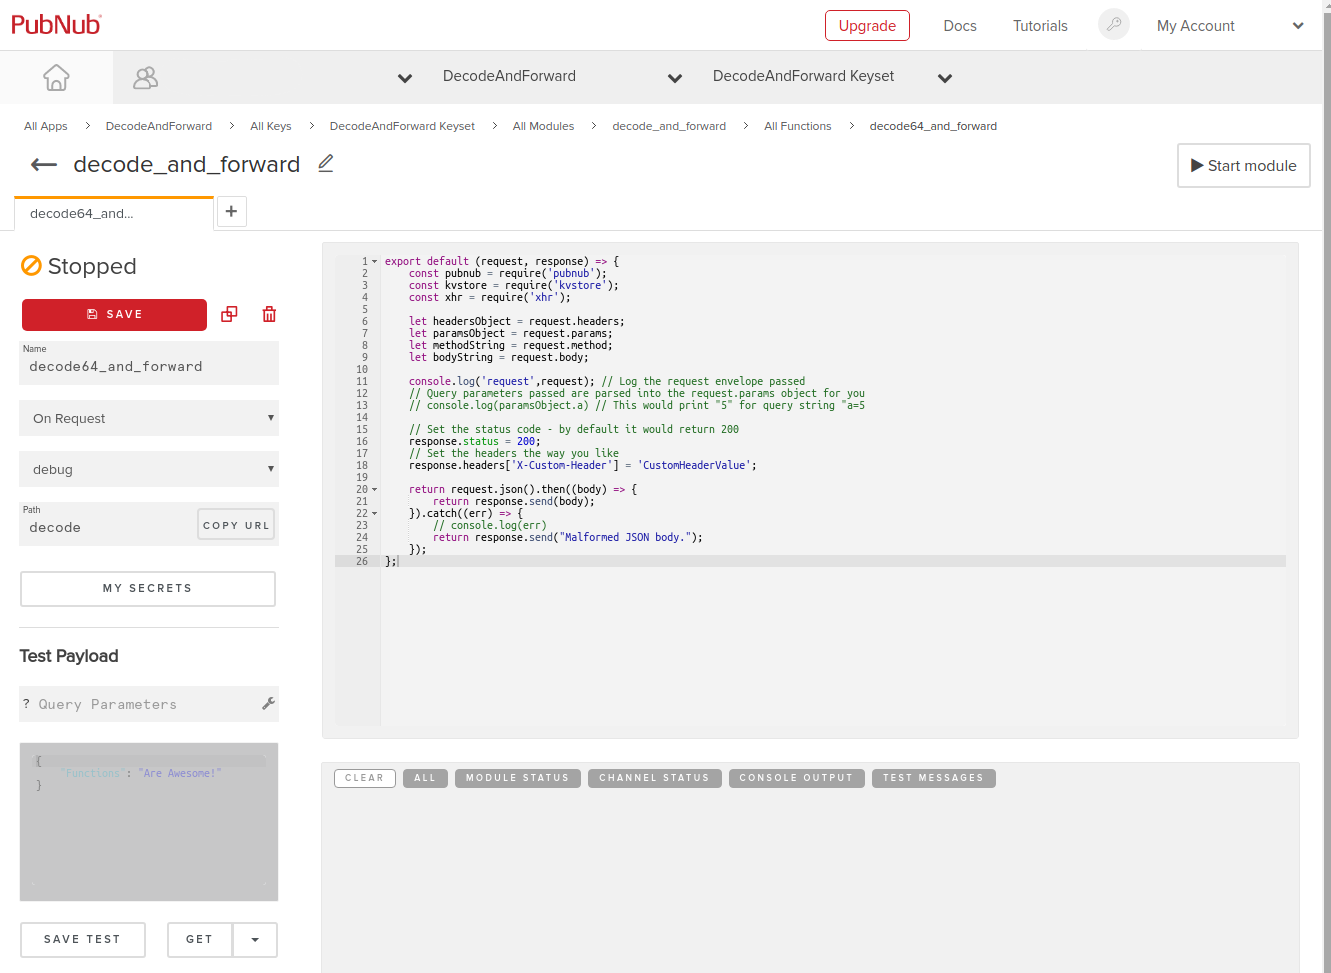 PubNub
Upgrade Docs Tutorials My Account
DecodeAndForward DecodeAndForward Keyset
All Apps > DecodeAndForward > All Keys > DecodeAndForward Keyset > All Modules > decode_and_forward > All Functions > decode64_and_forward
decode_and_forward
Start module
decode64_and...
+
Stopped
SAVE
Name
decode64_and_forward
On Request
debug
Path
decode
COPY URL
MY SECRETS
Test Payload
? Query Parameters
{
"Functions": "Are Awesome!"
}
SAVE TEST GET
1 export default (request, response) => {
2 const pubnub = require('pubnub');
3 const kvstore = require('kvstore');
4 const xhr = require('xhr');
5
6 let headersObject = request.headers;
7 let paramsObject = request.params;
8 let methodString = request.method;
9 let bodyString = request.body;
10
11 console.log('request',request); // Log the request envelope passed
12 // Query parameters passed are parsed into the request.params object for you
13 // console.log(paramsObject.a) // This would print "5" for query string "a=5
14
15 // Set the status code - by default it would return 200
16 response.status = 200;
17 // Set the headers the way you like
18 response.headers['X-Custom-Header'] = 'CustomHeaderValue';
19
20 return request.json().then((body) => {
21 return response.send(body);
22 }).catch((err) => {
23 // console.log(err)
24 return response.send("Malformed JSON body.");
25 });
26 };
CLEAR ALL MODULE STATUS CHANNEL STATUS CONSOLE OUTPUT TEST MESSAGES